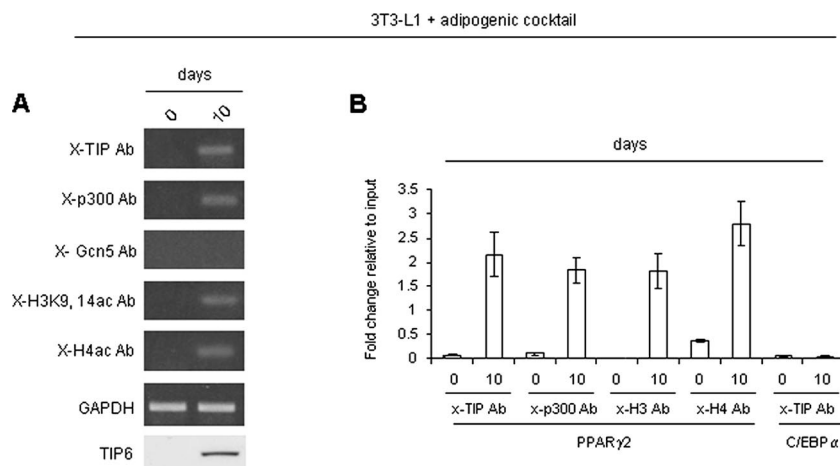 3T3-L1 + adipogenic cocktail
A
days
0 10
X-TIP Ab
X-p300 Ab
X- Gcn5 Ab
X-H3K9, 14ac Ab
X-H4ac Ab
GAPDH
TIP6
B
days
Fold change relative to input
3.5
3
2.5
2
1.5
1
0.5
0
0 10 0 10 0 10 0 10 0 10
x-TIP Ab x-p300 Ab x-H3 Ab x-H4 Ab x-TIP Ab
PPARγ2 C/EBPα